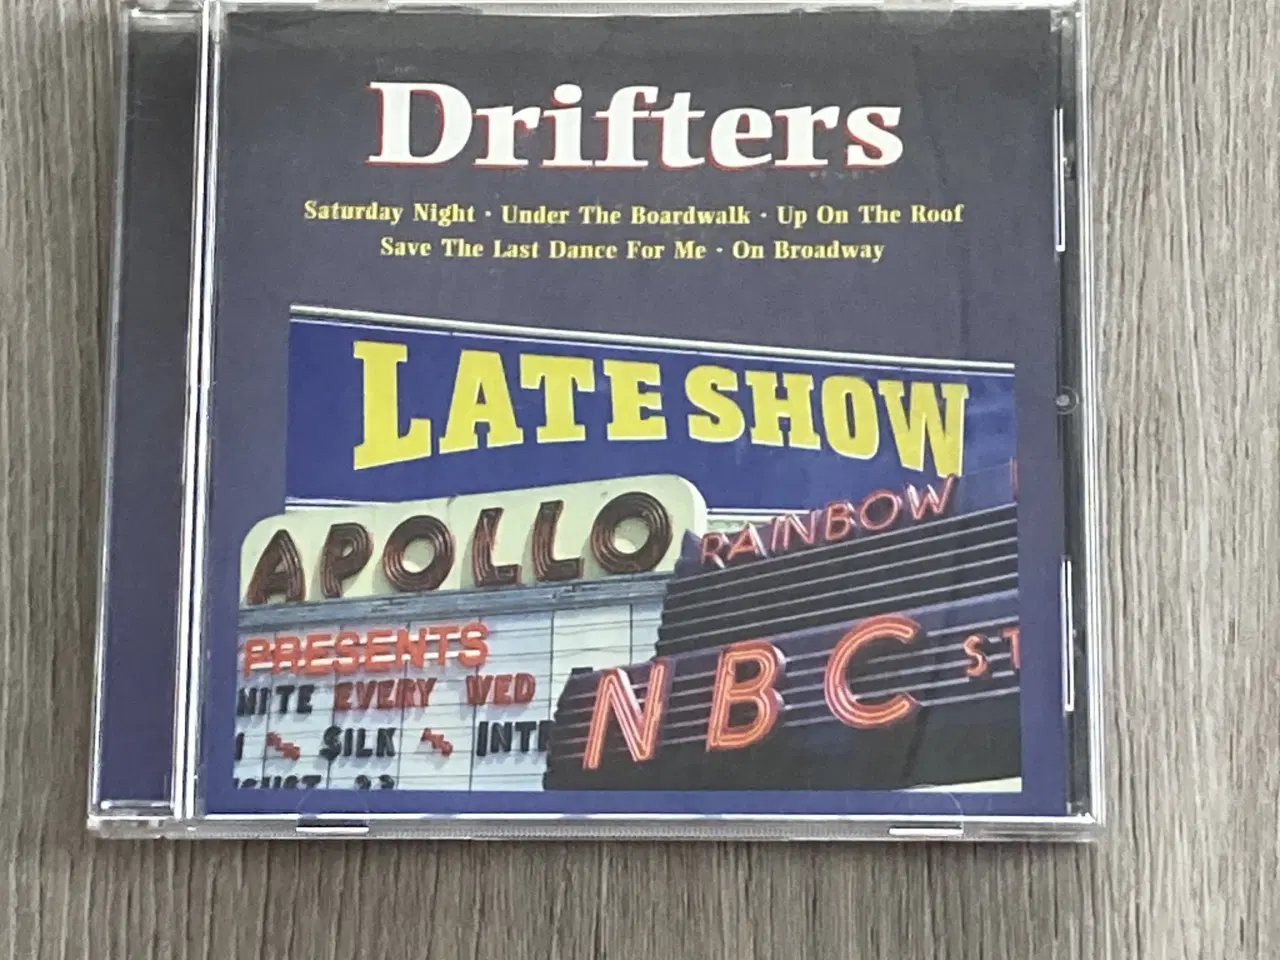 Drifters
Saturday Night · Under The Boardwalk · Up On The Roof
Save The Last Dance For Me · On Broadway
LATE SHOW
APOLLO
RAINBOW
PRESENTS
NITE EVERY WED
SILK
NBC ST